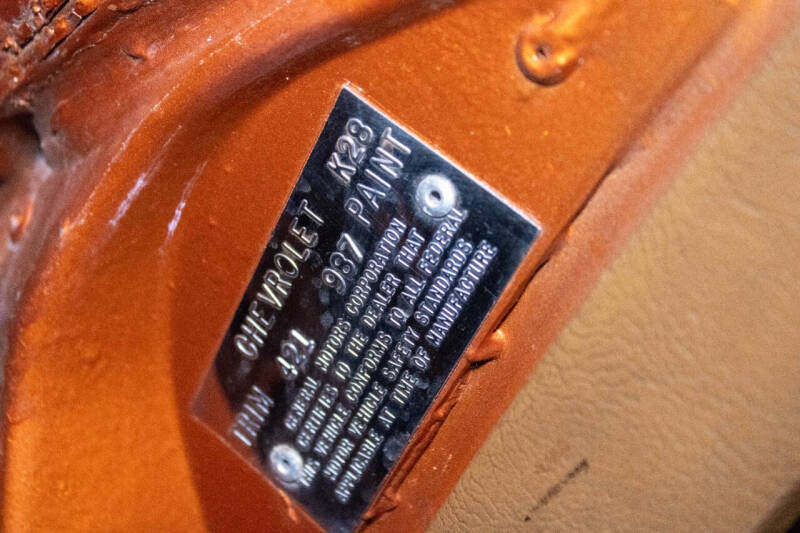 CHEVROLET K28
TRIM 421 987 PAINT
GENERAL MOTORS CORPORATION
CERTIFIES TO THE DEALER THAT
THIS VEHICLE CONFORMS TO ALL FEDERAL
MOTOR VEHICLE SAFETY STANDARDS
APPLICABLE AT TIME OF MANUFACTURE